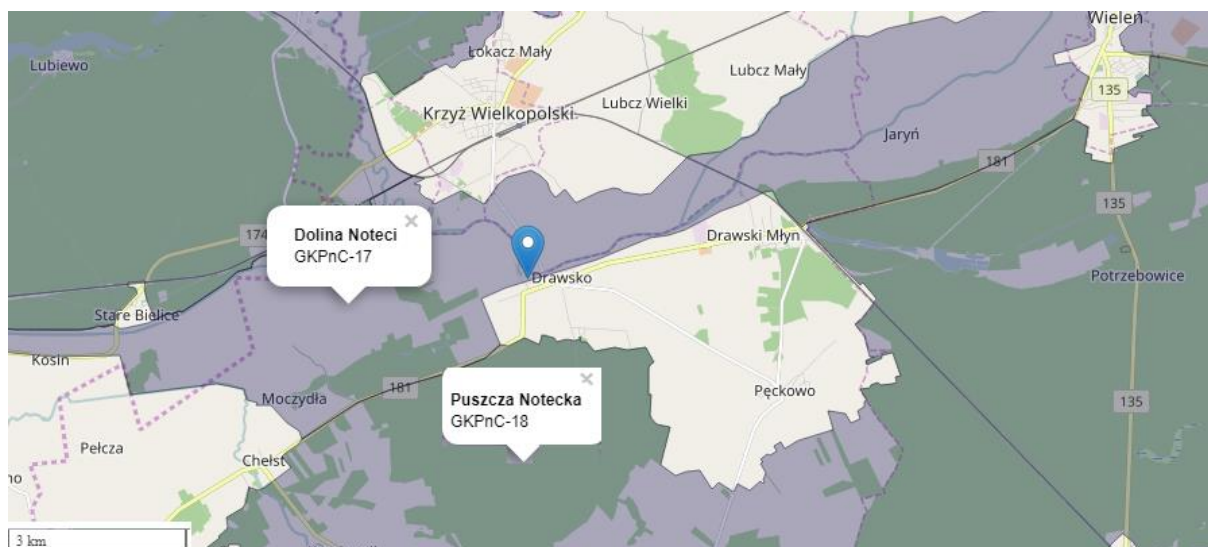 Wieleń
Łokacz Mały
Lubiewo
Lubcz Mały
135
Lubcz Wielki
Krzyż Wielkopolski
Jaryń
181
135
174
Dolina Noteci
GKPnC-17
Drawski Młyn
Drawsko
Potrzebowice
Stare Bielice
Kosin
181
Puszcza Notecka
GKPnC-18
Moczydła
Pęckowo
135
Pełcza
Chełst
no
3 km